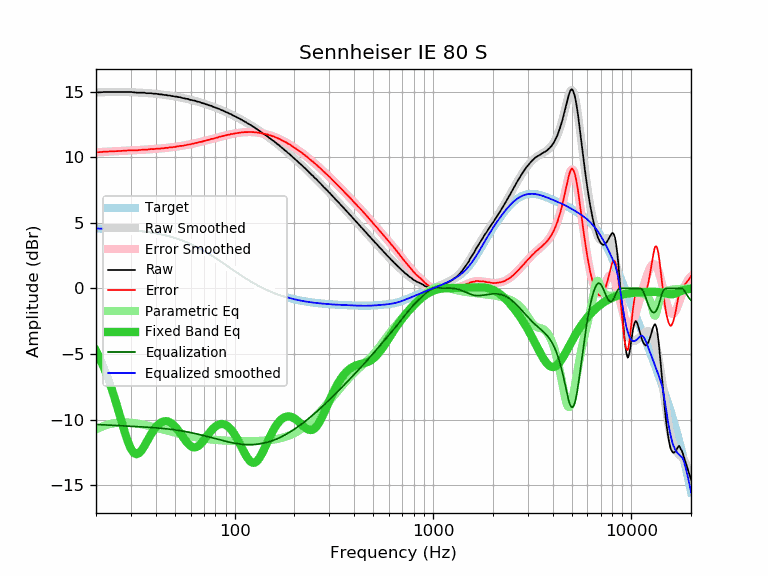 Sennheiser IE 80 S
Amplitude (dBr)
15
10
5
0
−5
−10
−15
Target
Raw Smoothed
Error Smoothed
Raw
Error
Parametric Eq
Fixed Band Eq
Equalization
Equalized smoothed
100
1000
10000
Frequency (Hz)